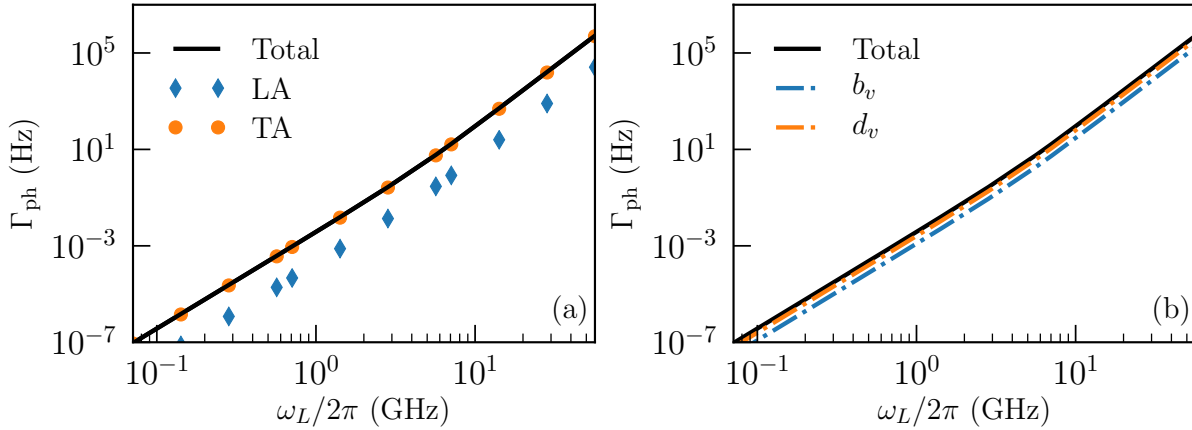 Γph (Hz)
10^5
10^1
10^−3
10^−7
Total
LA
TA
(a)
10^−1
10^0
10^1
ω_L/2π (GHz)
Γph (Hz)
10^5
10^1
10^−3
10^−7
Total
b_v
d_v
(b)
10^−1
10^0
10^1
ω_L/2π (GHz)